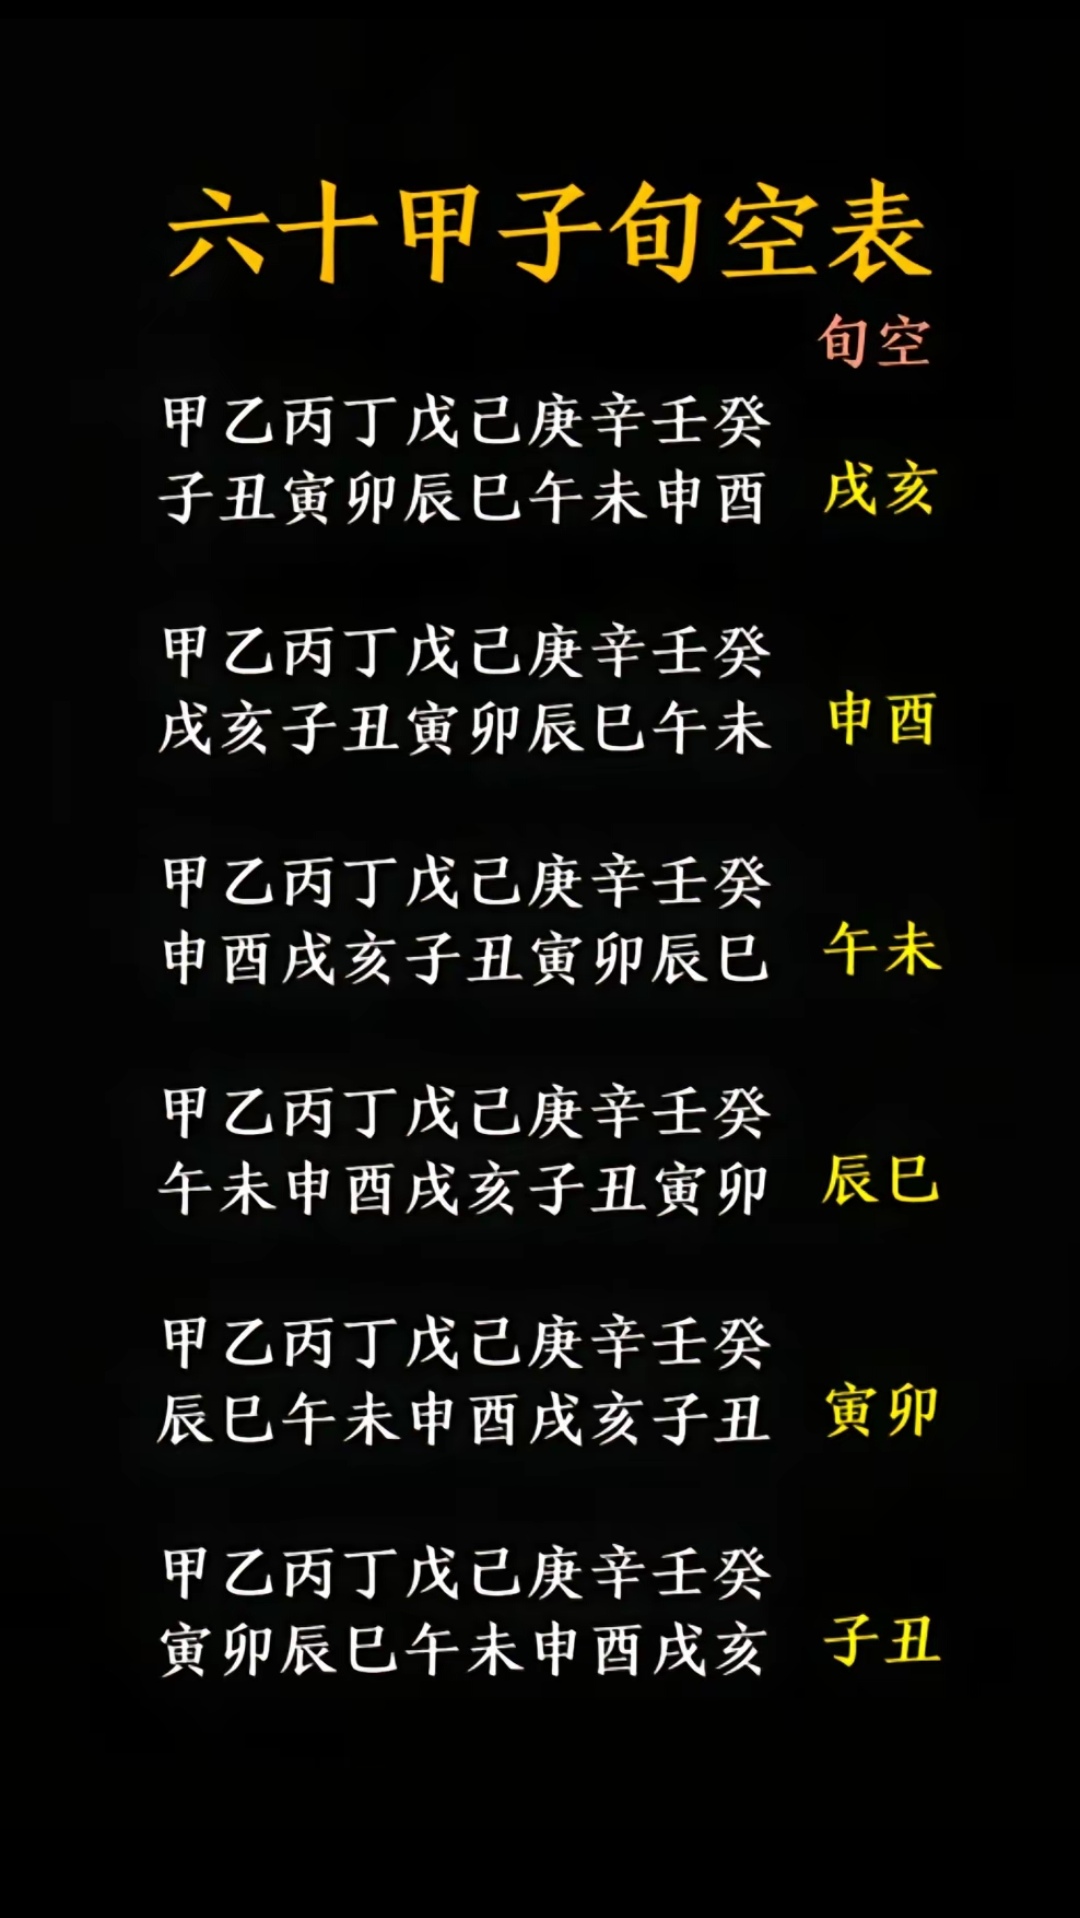 六十甲子旬空表
旬空
甲乙丙丁戊己庚辛壬癸
子丑寅卯辰巳午未申酉 戌亥
甲乙丙丁戊己庚辛壬癸
戌亥子丑寅卯辰巳午未 申酉
甲乙丙丁戊己庚辛壬癸
申酉戌亥子丑寅卯辰巳 午未
甲乙丙丁戊己庚辛壬癸
午未申酉戌亥子丑寅卯 辰巳
甲乙丙丁戊己庚辛壬癸
辰巳午未申酉戌亥子丑 寅卯
甲乙丙丁戊己庚辛壬癸
寅卯辰巳午未申酉戌亥 子丑